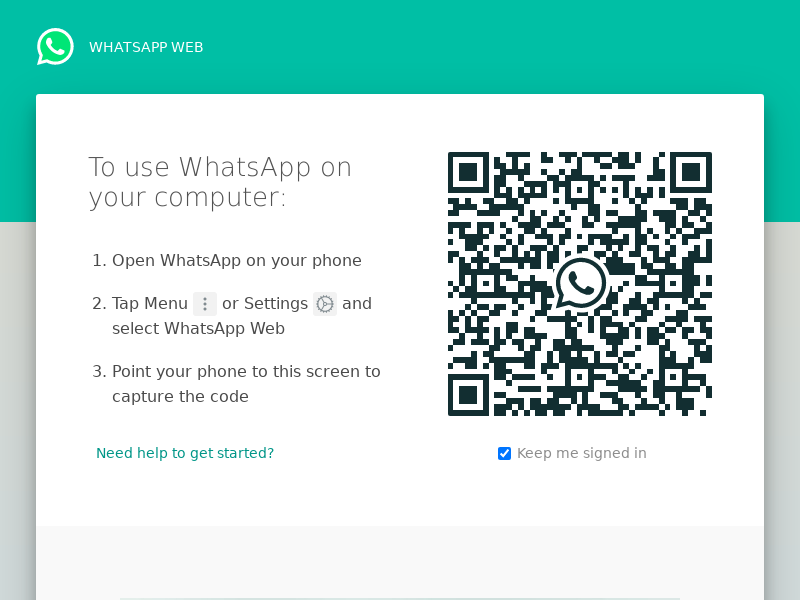 WHATSAPP WEB
To use WhatsApp on
your computer:
1. Open WhatsApp on your phone
2. Tap Menu or Settings and
select WhatsApp Web
3. Point your phone to this screen to
capture the code
Need help to get started?
Keep me signed in